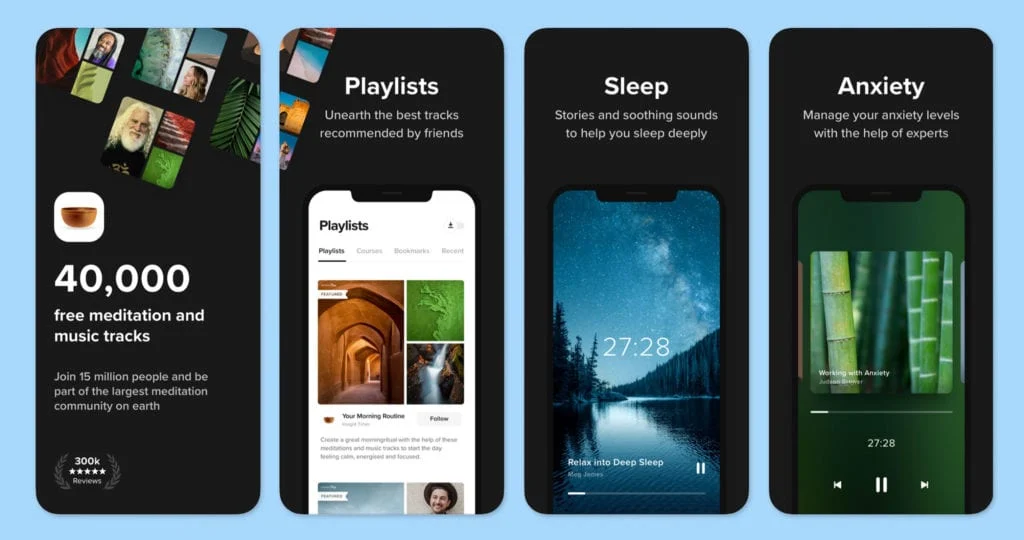 40,000
free meditation and
music tracks
Join 15 million people and be
part of the largest meditation
community on earth
300k
★★★★★
Reviews
Playlists
Unearth the best tracks
recommended by friends
Playlists
Playlists Courses Bookmarks Recent
FEATURED
Your Morning Routine
Insight Timer
Follow
Create a great morningritual with the help of these
meditations and music tracks to start the day
feeling calm, energised and focused.
FEATURED
Sleep
Stories and soothing sounds
to help you sleep deeply
27:28
Relax into Deep Sleep
Meg James
Anxiety
Manage your anxiety levels
with the help of experts
Working with Anxiety
Judson Brewer
27:28